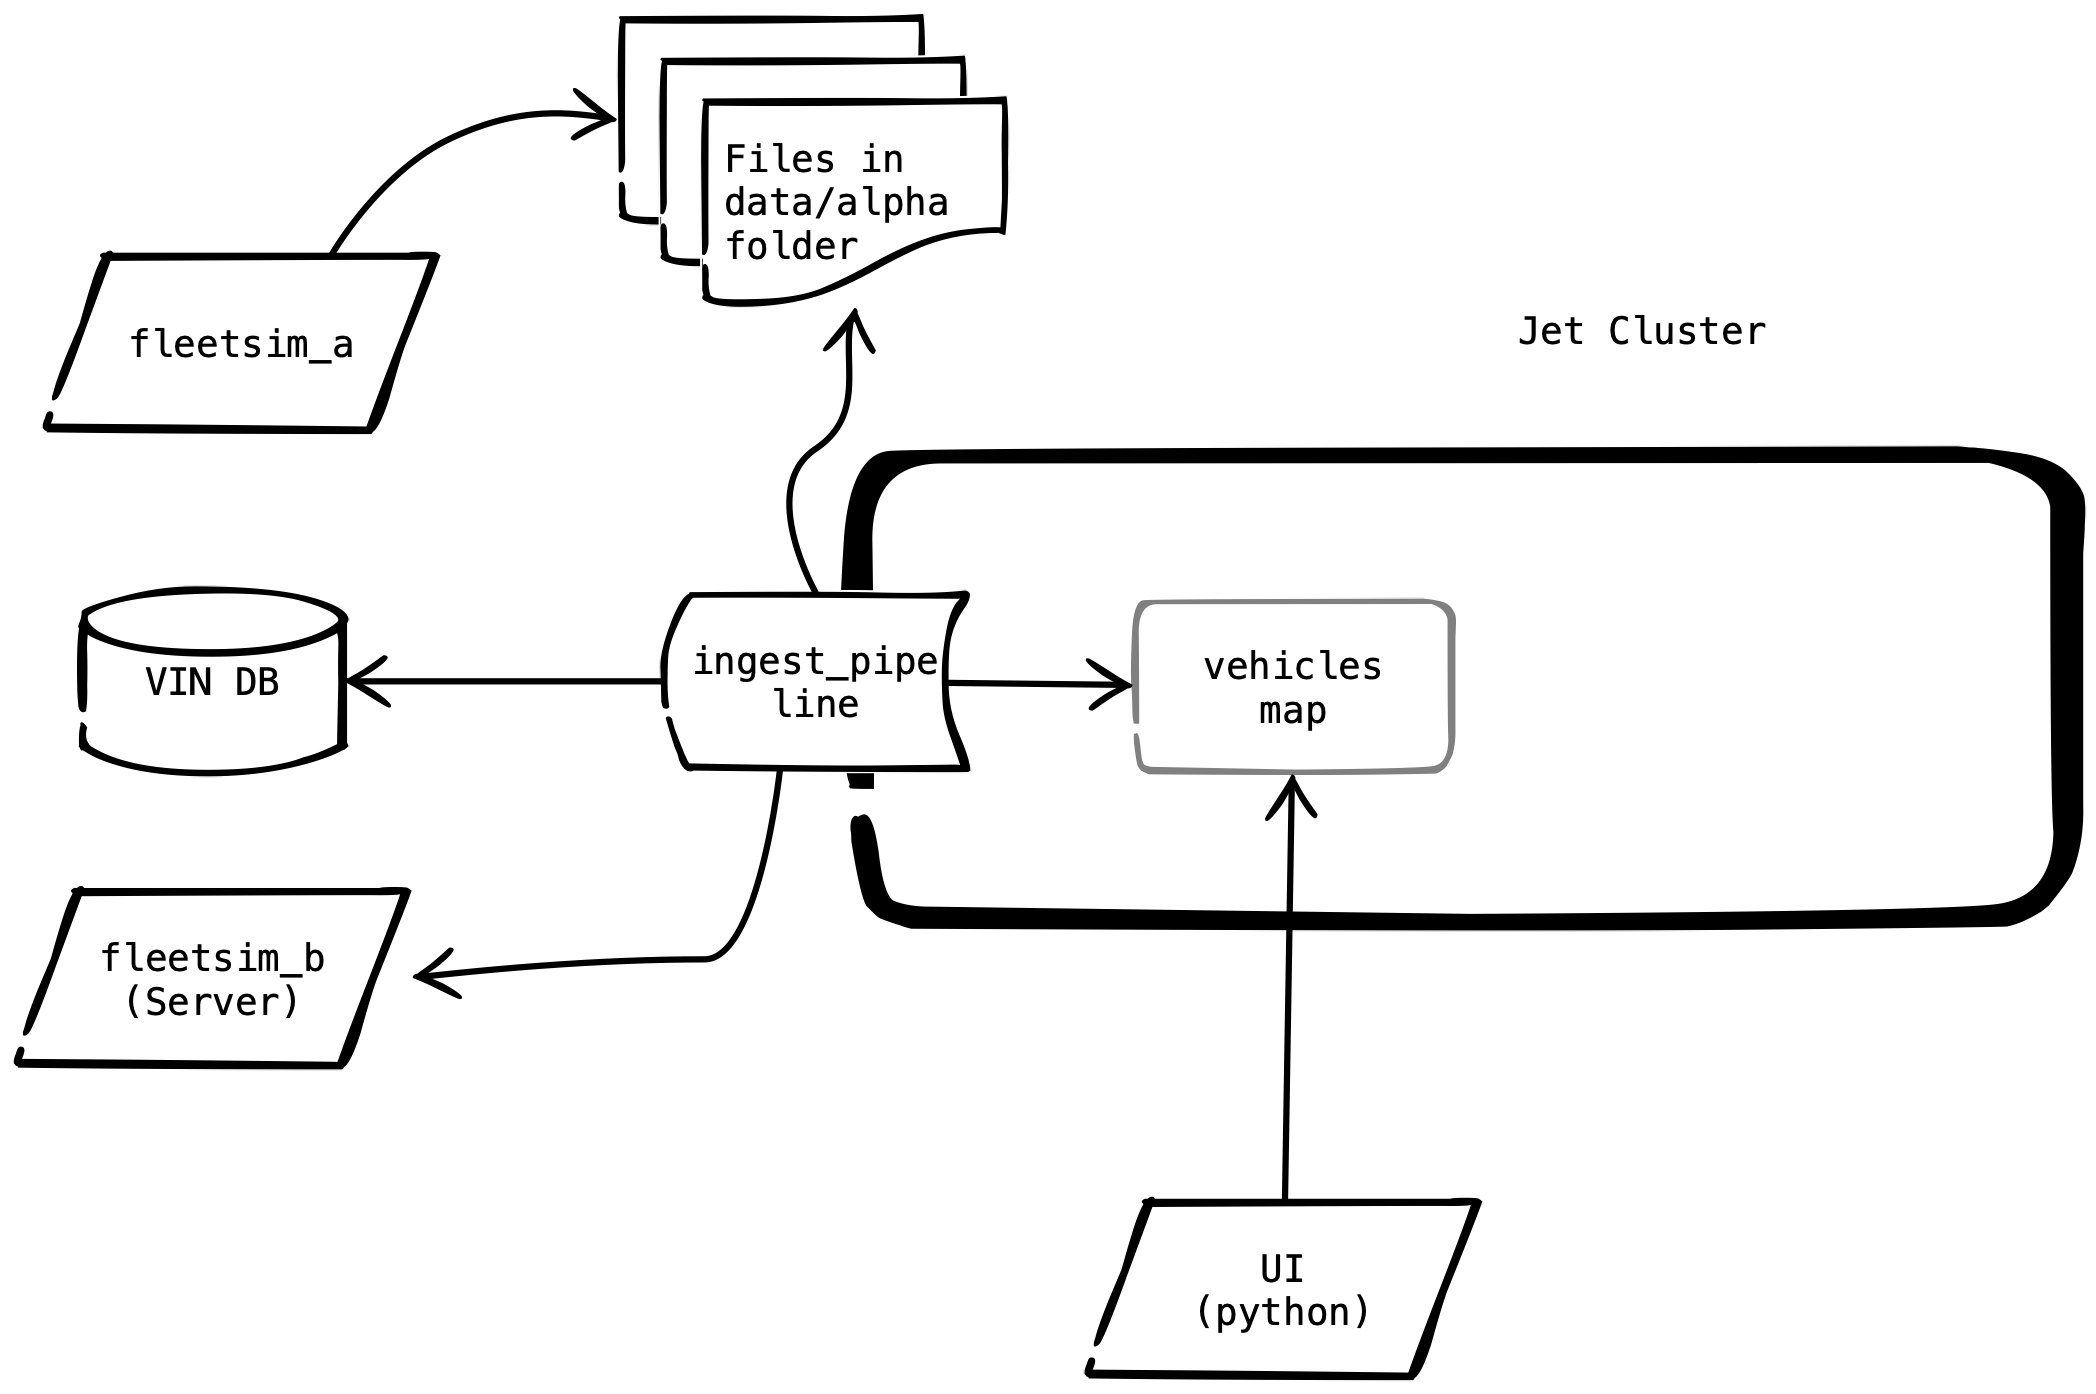 Files in
data/alpha
folder
fleetsim_a
Jet Cluster
VIN DB
ingest_pipe
line
vehicles
map
fleetsim_b
(Server)
UI
(python)